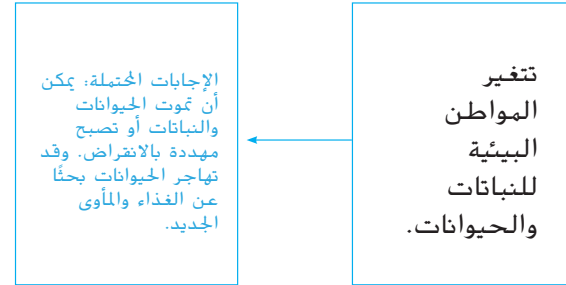 تتغير
المواطن
البيئية
للنباتات
والحيوانات.
الإجابات المحتملة: يمكن
أن تموت الحيوانات
والنباتات أو تصبح
مهددة بالانقراض. وقد
تهاجر الحيوانات بحثًا
عن الغذاء والمأوى
الجديد.